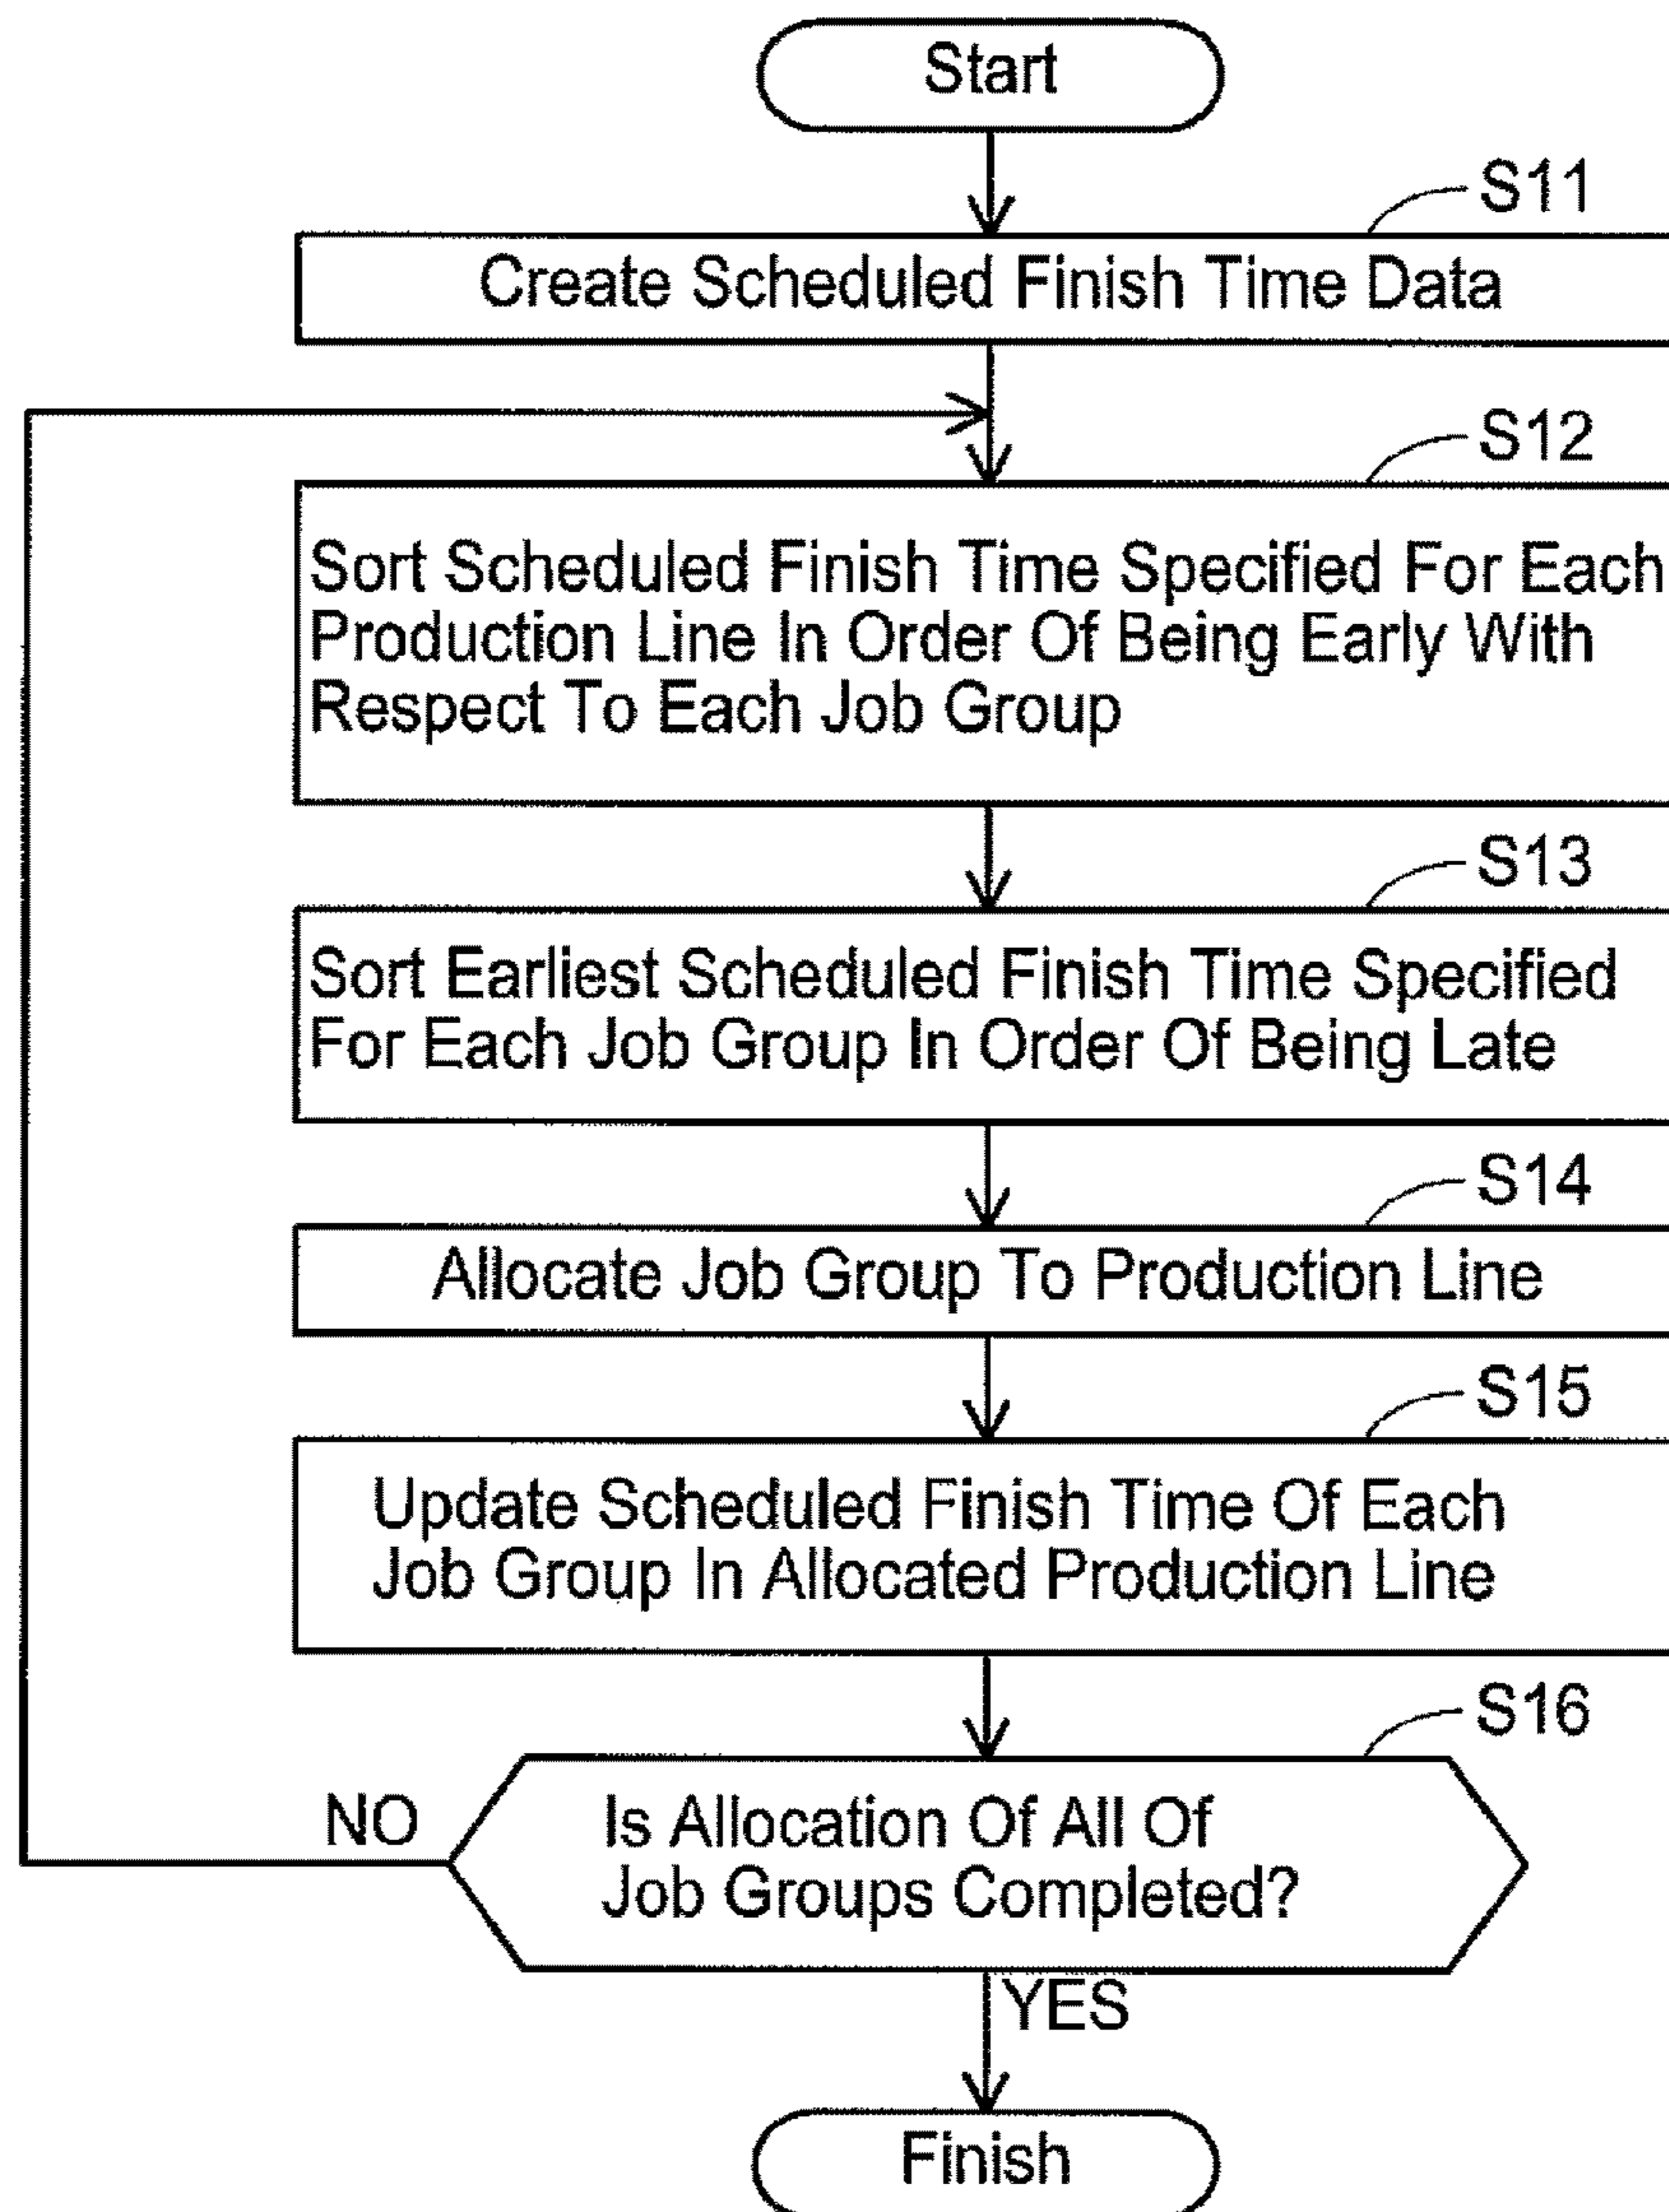 Start
S11
Create Scheduled Finish Time Data
S12
Sort Scheduled Finish Time Specified For Each
Production Line In Order Of Being Early With
Respect To Each Job Group
S13
Sort Earliest Scheduled Finish Time Specified
For Each Job Group In Order Of Being Late
S14
Allocate Job Group To Production Line
S15
Update Scheduled Finish Time Of Each
Job Group In Allocated Production Line
S16
NO
Is Allocation Of All Of
Job Groups Completed?
YES
Finish